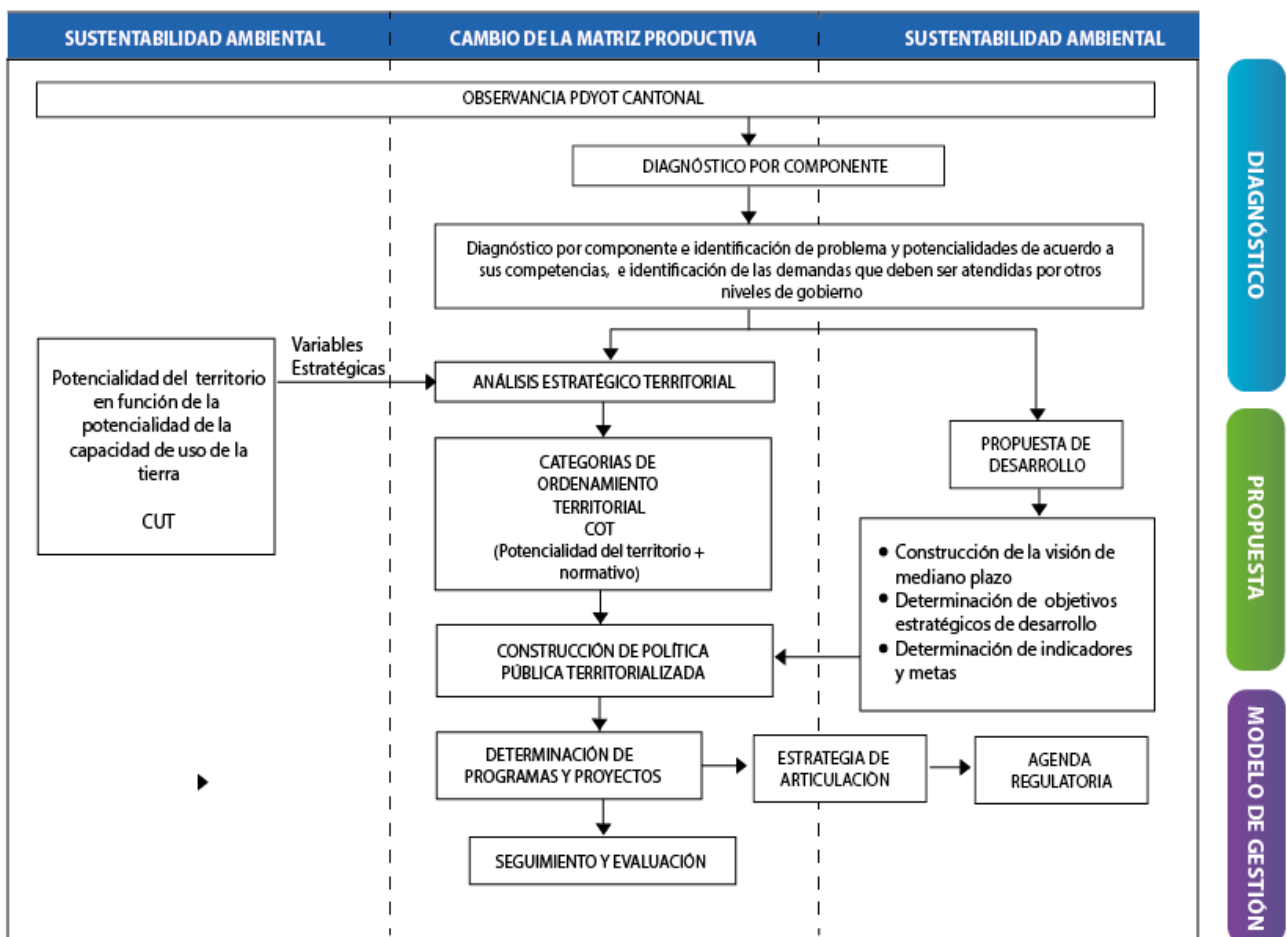 SUSTENTABILIDAD AMBIENTAL
CAMBIO DE LA MATRIZ PRODUCTIVA
SUSTENTABILIDAD AMBIENTAL
OBSERVANCIA PDYOT CANTONAL
DIAGNÓSTICO POR COMPONENTE
Diagnóstico por componente e identificación de problema y potencialidades de acuerdo a
sus competencias, e identificación de las demandas que deben ser atendidas por otros
niveles de gobierno
Variables
Estratégicas
Potencialidad del territorio
en función de la
potencialidad de la
capacidad de uso de la
tierra
CUT
ANÁLISIS ESTRATÉGICO TERRITORIAL
CATEGORIAS DE
ORDENAMIENTO
TERRITORIAL
COT
(Potencialidad del territorio +
normativo)
PROPUESTA DE
DESARROLLO
• Construcción de la visión de
mediano plazo
• Determinación de objetivos
estratégicos de desarrollo
• Determinación de indicadores
y metas
CONSTRUCCIÓN DE POLÍTICA
PÚBLICA TERRITORIALIZADA
DETERMINACIÓN DE
PROGRAMAS Y PROYECTOS
ESTRATEGIA DE
ARTICULACIÓN
AGENDA
REGULATORIA
SEGUIMIENTO Y EVALUACIÓN
DIAGNÓSTICO
PROPUESTA
MODELO DE GESTIÓN